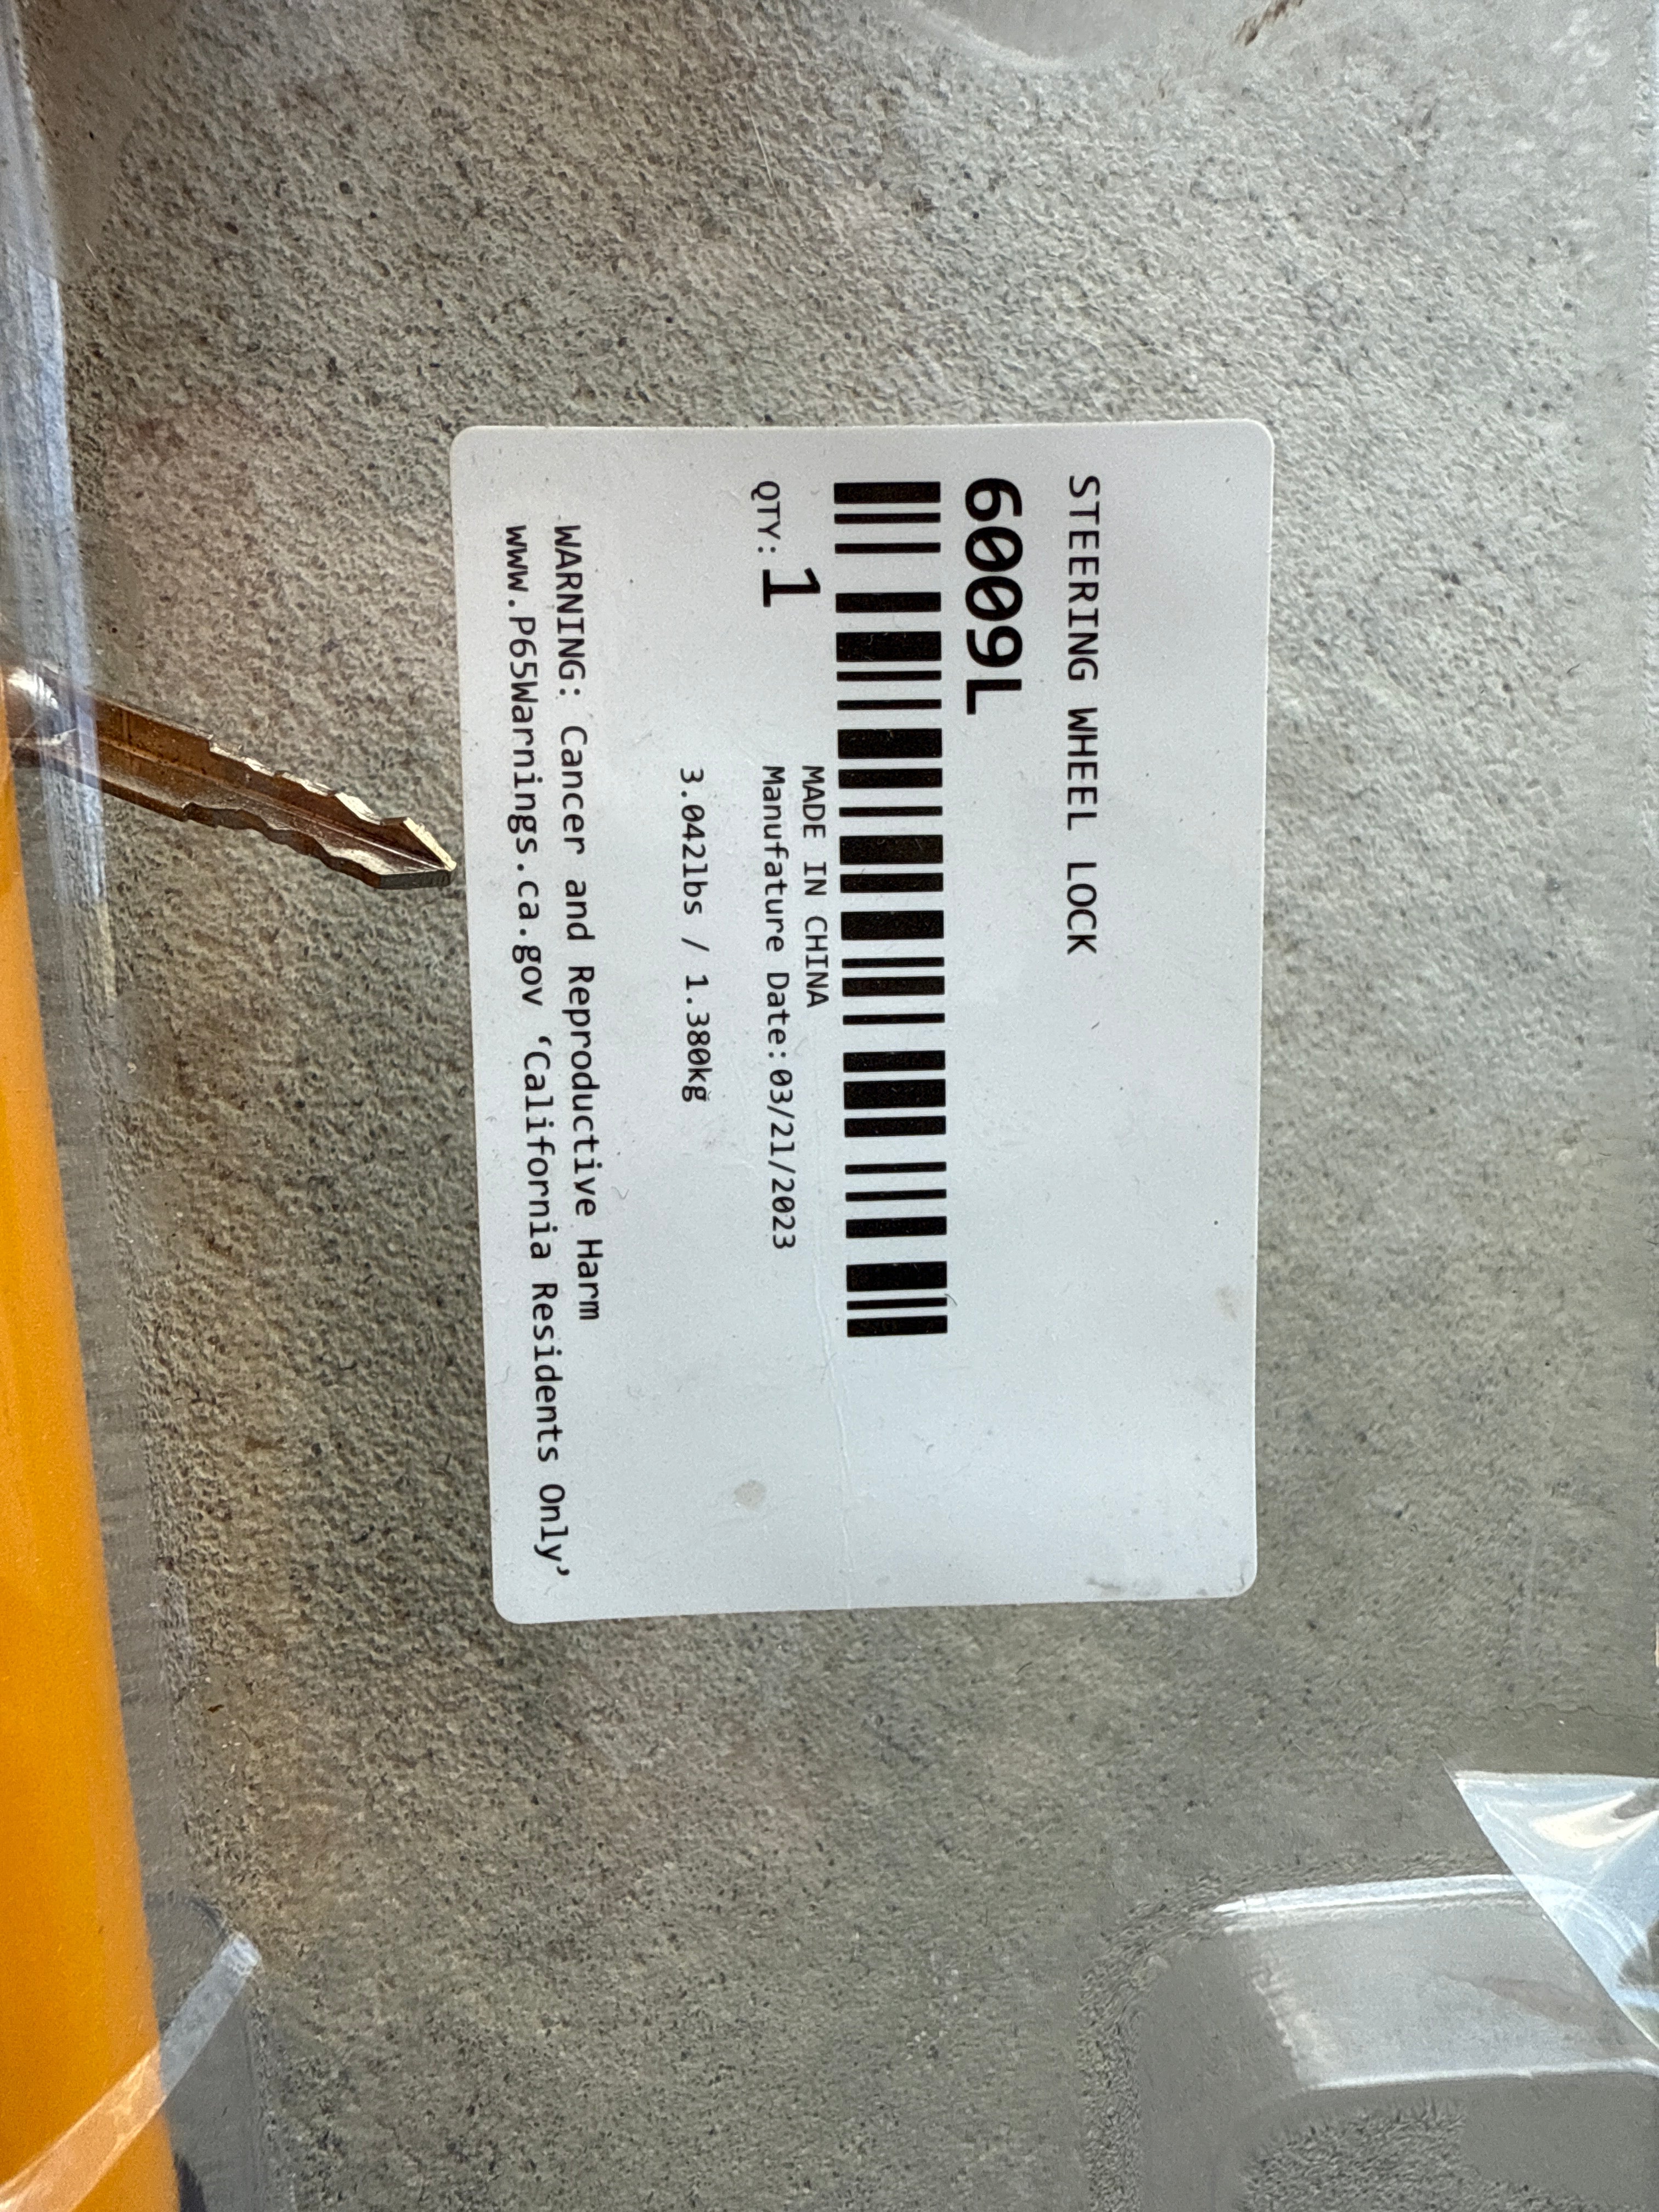 STEERING WHEEL LOCK
6009L
QTY: 1
MADE IN CHINA
Manufature Date:03/21/2023
3.042lbs / 1.380kg
WARNING: Cancer and Reproductive Harm
www.P65Warnings.ca.gov ‘California Residents Only’